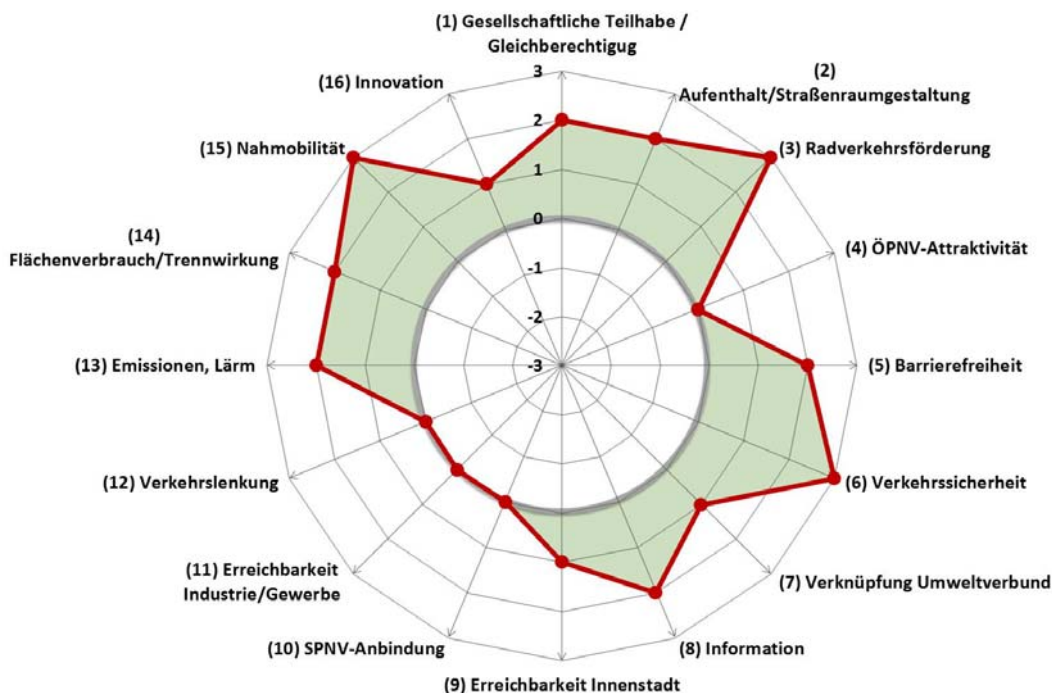 (1) Gesellschaftliche Teilhabe /
Gleichberechtigug
(2)
Aufenthalt/Straßenraumgestaltung
(3) Radverkehrsförderung
(4) ÖPNV-Attraktivität
(5) Barrierefreiheit
(6) Verkehrssicherheit
(7) Verknüpfung Umweltverbund
(8) Information
(9) Erreichbarkeit Innenstadt
(10) SPNV-Anbindung
(11) Erreichbarkeit
Industrie/Gewerbe
(12) Verkehrslenkung
(13) Emissionen, Lärm
(14)
Flächenverbrauch/Trennwirkung
(15) Nahmobilität
(16) Innovation
3
2
1
0
-1
-2
-3